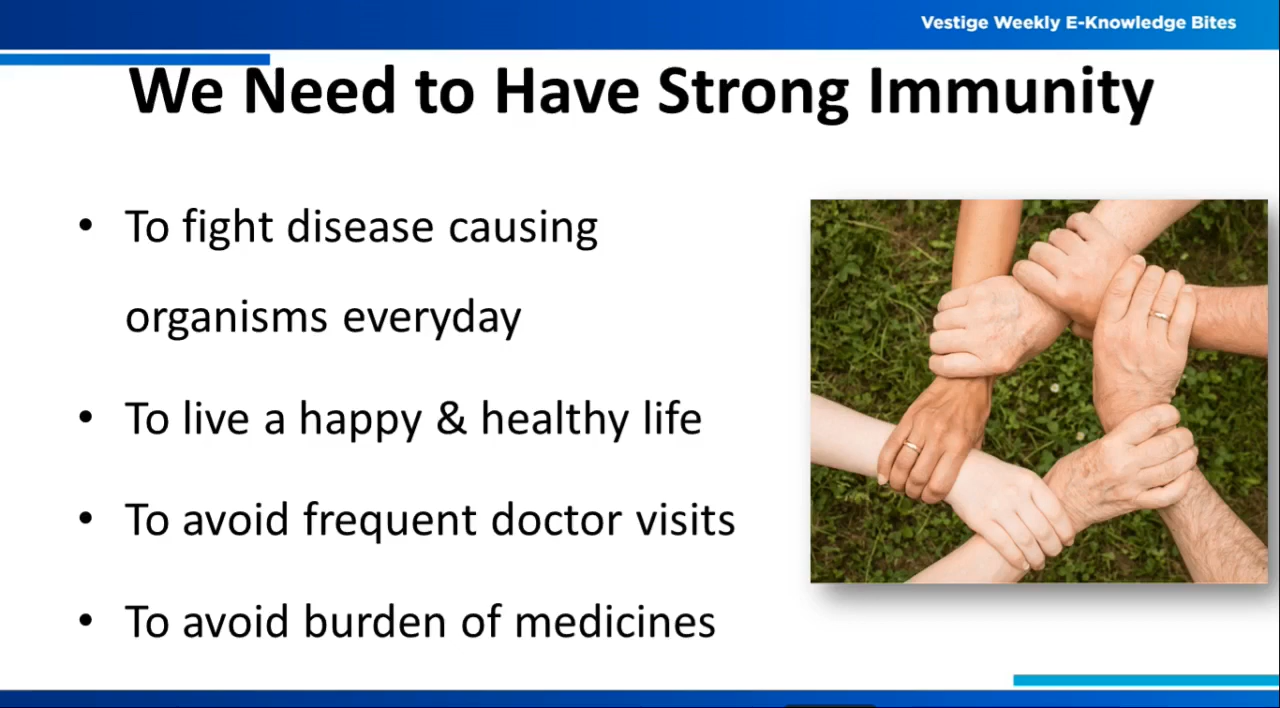 Vestige Weekly E-Knowledge Bites
We Need to Have Strong Immunity
• To fight disease causing
organisms everyday
• To live a happy & healthy life
• To avoid frequent doctor visits
• To avoid burden of medicines